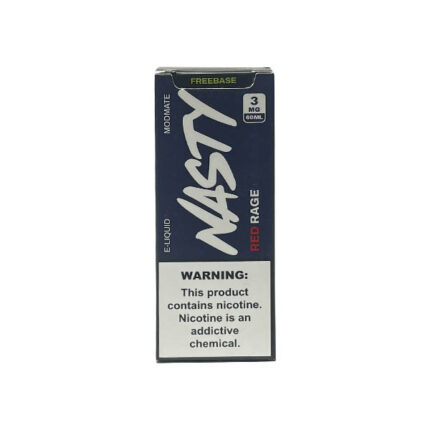 FREEBASE
MODMATE
E-LIQUID
NASTY
3
MG
60ML
RED RAGE
WARNING:
This product
contains nicotine.
Nicotine is an
addictive
chemical.